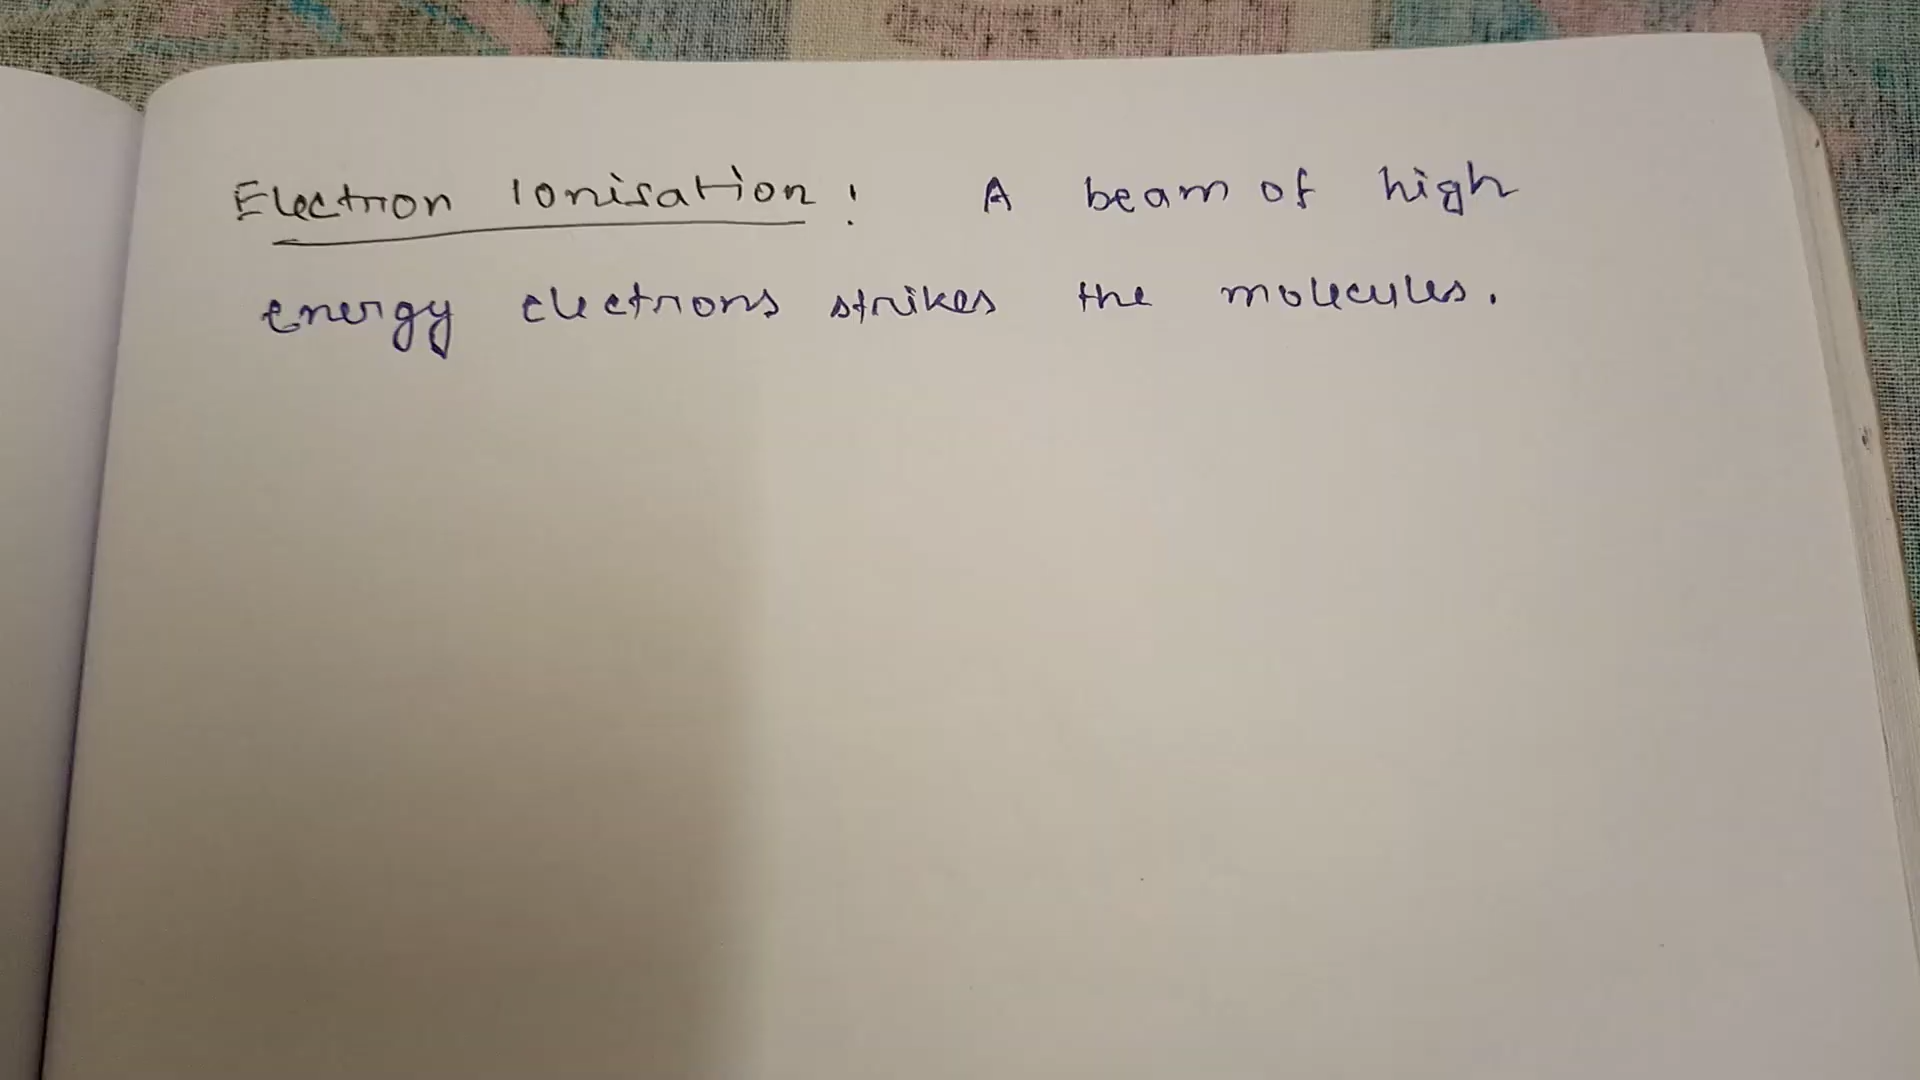 Electron Ionisation : A beam of high
energy electrons strikes the molecules.